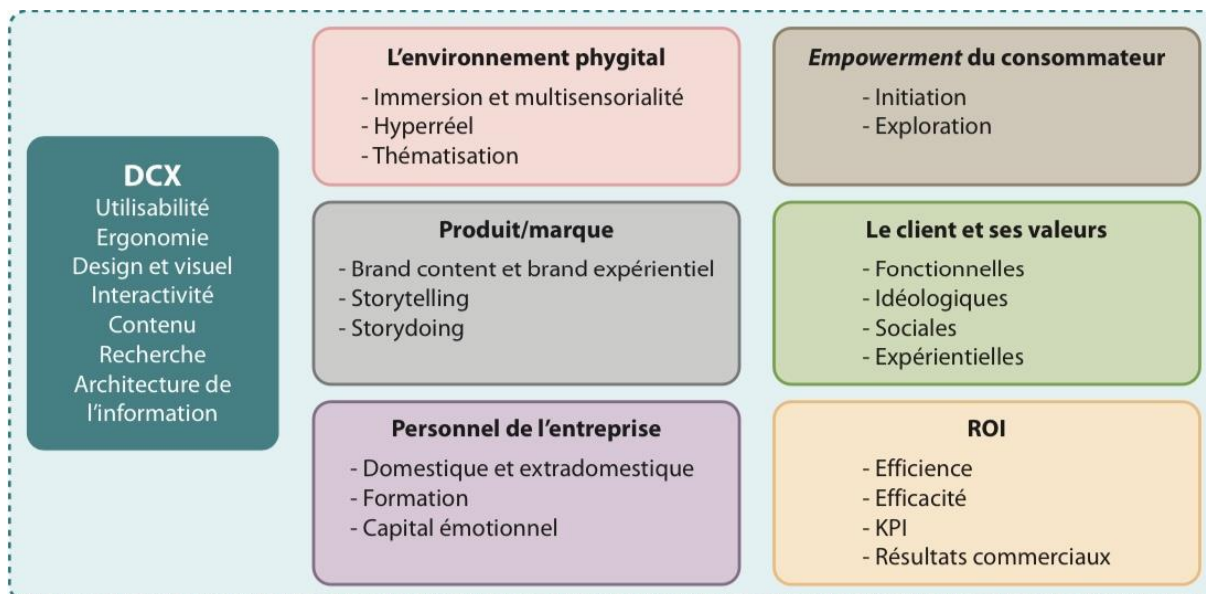 DCX
Utilisabilité
Ergonomie
Design et visuel
Interactivité
Contenu
Recherche
Architecture de
l’information
L’environnement phygital
- Immersion et multisensorialité
- Hyperréel
- Thématisation
Empowerment du consommateur
- Initiation
- Exploration
Produit/marque
- Brand content et brand expérientiel
- Storytelling
- Storydoing
Le client et ses valeurs
- Fonctionnelles
- Idéologiques
- Sociales
- Expérientielles
Personnel de l’entreprise
- Domestique et extradomestique
- Formation
- Capital émotionnel
ROI
- Efficience
- Efficacité
- KPI
- Résultats commerciaux